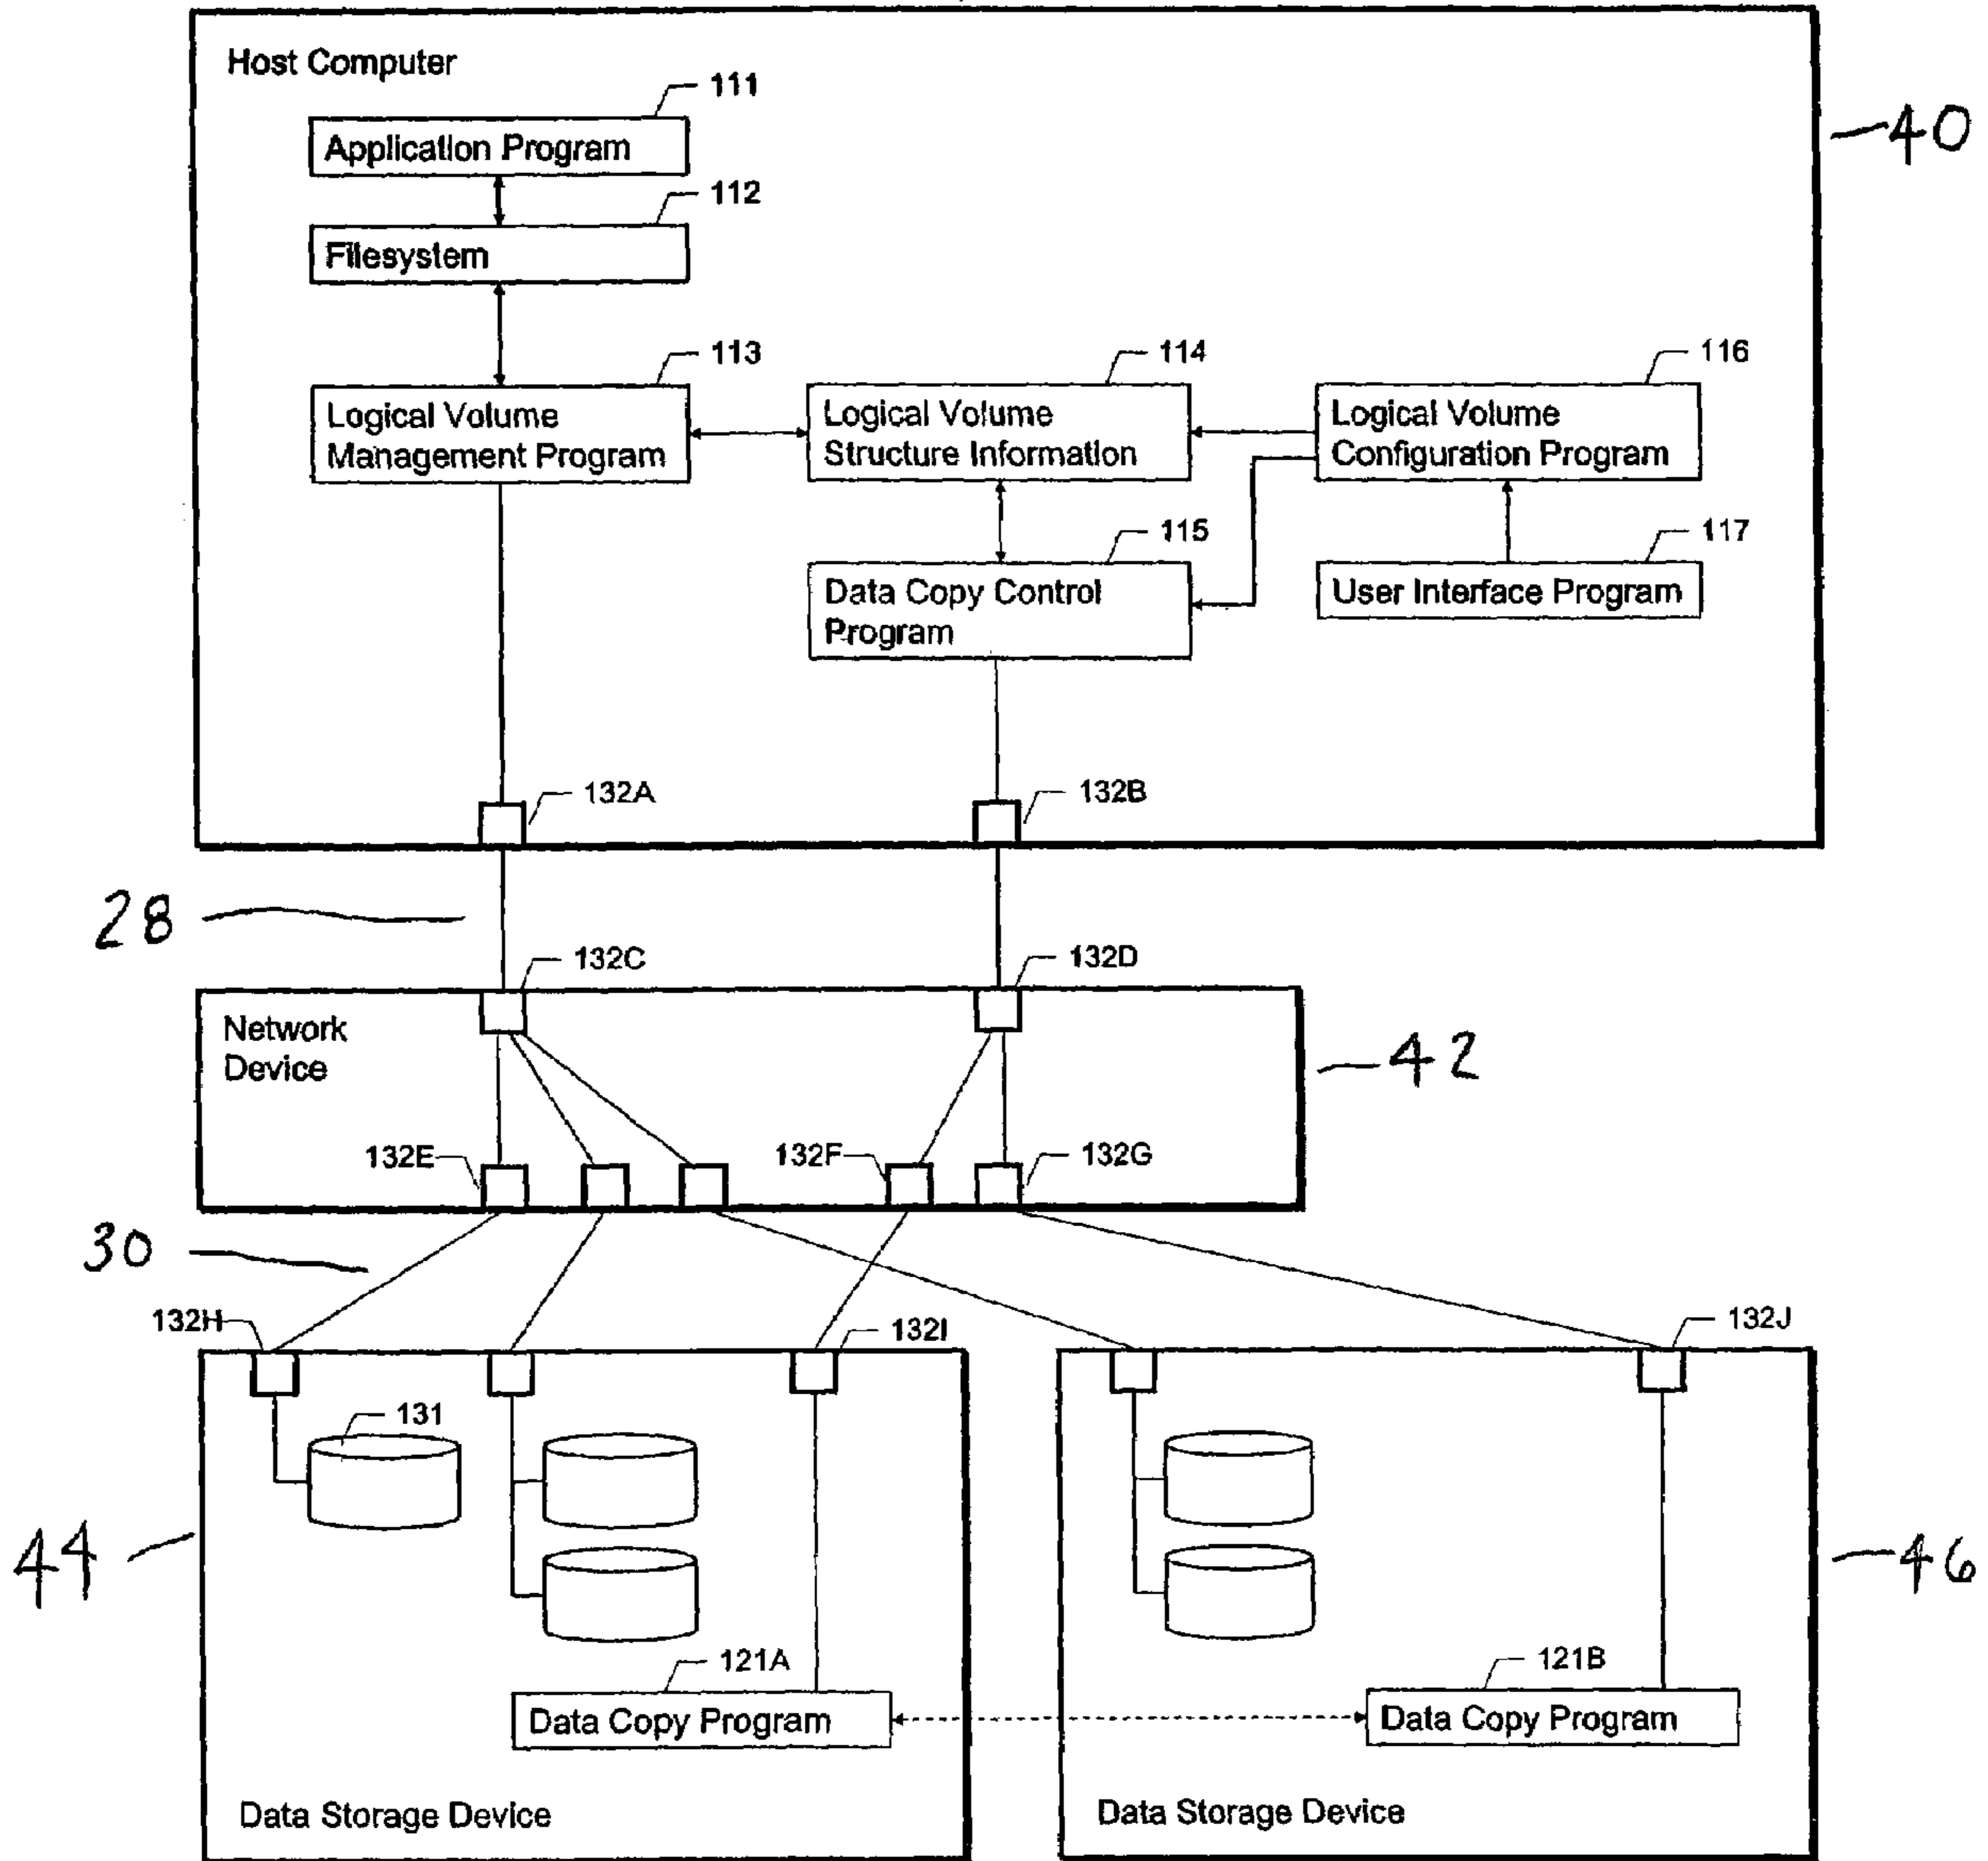 Host Computer
111
Application Program
40
112
Filesystem
113
114
116
Logical Volume
Management Program
Logical Volume
Structure Information
Logical Volume
Configuration Program
115
117
Data Copy Control
Program
User Interface Program
132A
132B
28
132C
132D
Network
Device
42
132E
132F
132G
30
132H
132I
132J
131
44
46
121A
121B
Data Copy Program
Data Copy Program
Data Storage Device
Data Storage Device